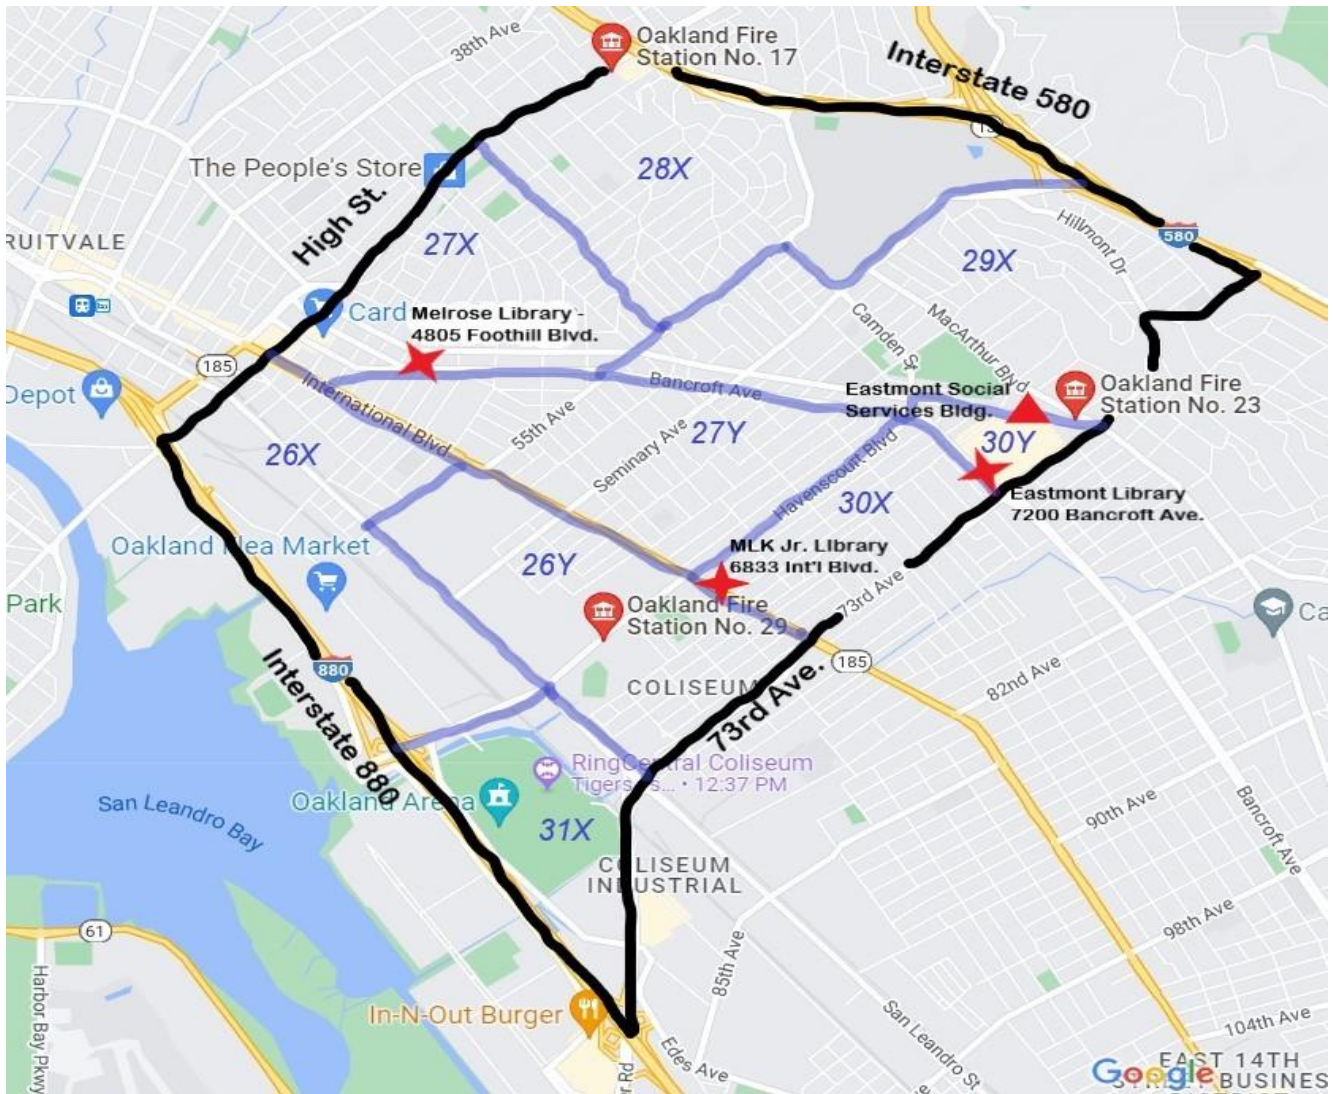 38th Ave
Oakland Fire
Station No. 17
Interstate 580
13
The People's Store
28X
High St.
RUITVALE
27X
Hillmont Dr
580
29X
Card
Melrose Library -
4805 Foothill Blvd.
Camden St
MacArthur Blvd
185
Depot
International Blvd
Bancroft Ave
55th Ave
Eastmont Social
Services Bldg.
Oakland Fire
Station No. 23
Seminary Ave
27Y
Havenscourt Blvd
30Y
26X
30X
Eastmont Library
7200 Bancroft Ave.
Oakland Flea Market
26Y
MLK Jr. Library
6833 Int'l Blvd.
Park
Oakland Fire
Station No. 29
73rd Ave
Ca
185
880
Interstate 880
COLISEUM
73rd Ave.
82nd Ave
RingCentral Coliseum
Tigers
s... • 12:37 PM
San Leandro
Bay
Oakland Arena
31X
90th Ave
Bancroft Ave
COLISEUM
INDUSTRIAL
61
98th Ave
85th Ave
Harbor Bay Pkwy
In-N-Out Burger
Edes Ave
San Leandro St
104th Ave
r Rd
Google
EAST 14TH
STREET BUSINES